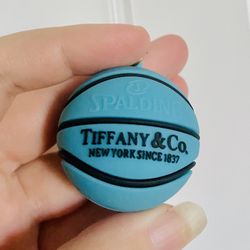 SPALDING
TIFFANY & CO.
NEW YORK SINCE 1837